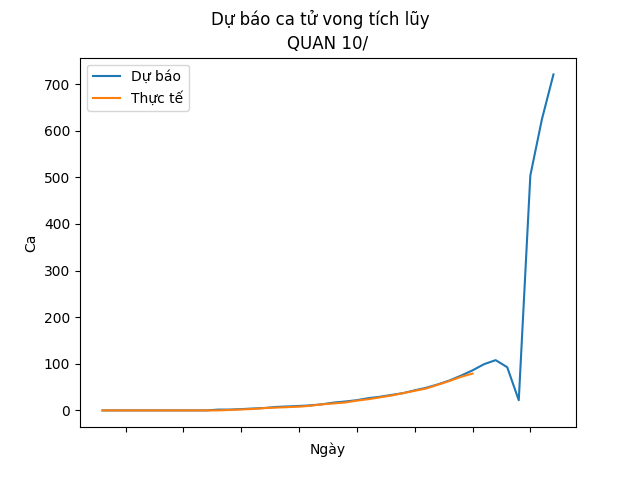 Dự báo ca tử vong tích lũy
QUAN 10/
Dự báo
Thực tế
700
600
500
400
300
200
100
0
Ca
Ngày